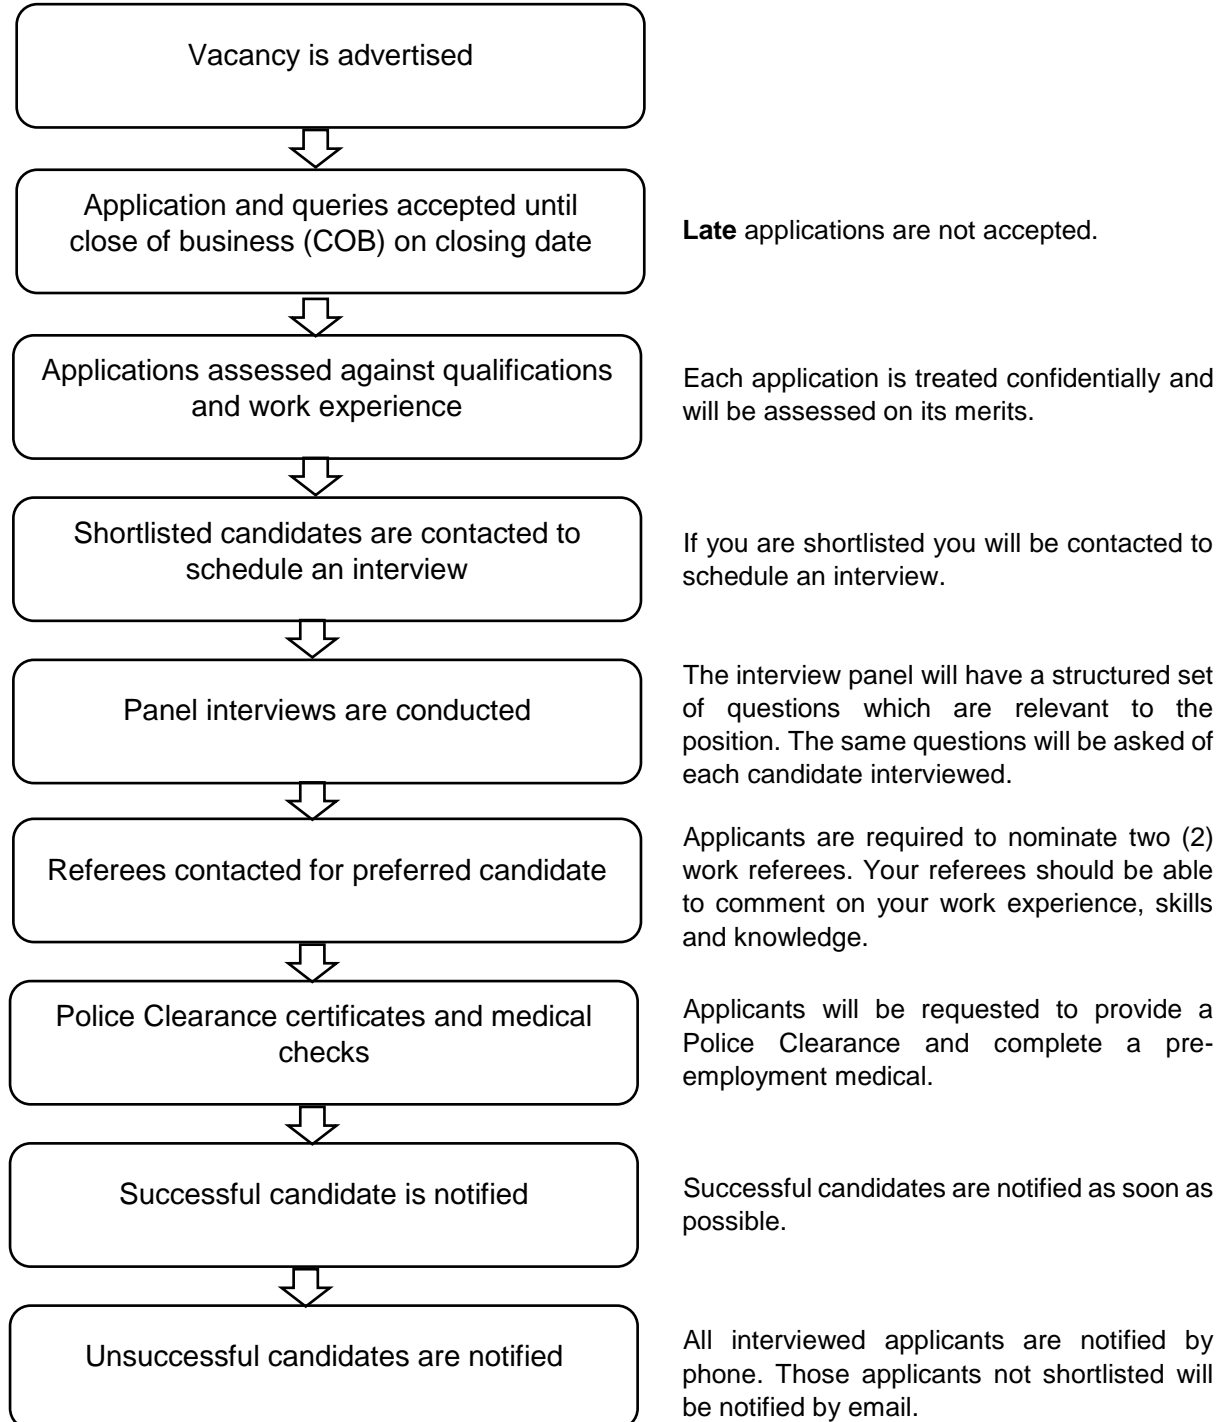 Vacancy is advertised
Application and queries accepted until
close of business (COB) on closing date
Late applications are not accepted.
Applications assessed against qualifications
and work experience
Each application is treated confidentially and
will be assessed on its merits.
Shortlisted candidates are contacted to
schedule an interview
If you are shortlisted you will be contacted to
schedule an interview.
Panel interviews are conducted
The interview panel will have a structured set
of questions which are relevant to the
position. The same questions will be asked of
each candidate interviewed.
Referees contacted for preferred candidate
Applicants are required to nominate two (2)
work referees. Your referees should be able
to comment on your work experience, skills
and knowledge.
Police Clearance certificates and medical
checks
Applicants will be requested to provide a
Police Clearance and complete a pre-
employment medical.
Successful candidate is notified
Successful candidates are notified as soon as
possible.
Unsuccessful candidates are notified
All interviewed applicants are notified by
phone. Those applicants not shortlisted will
be notified by email.